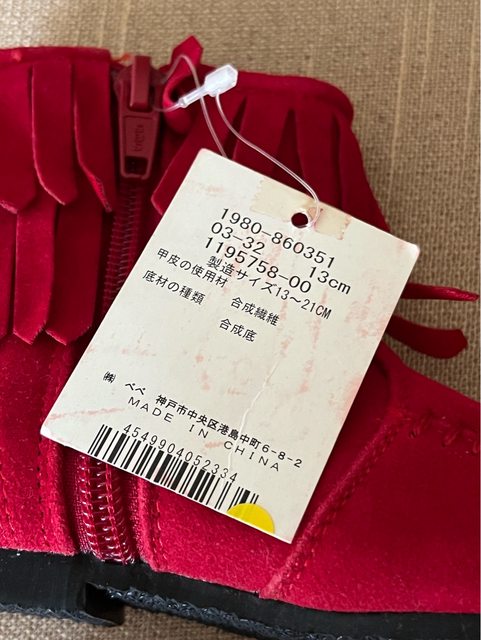 1980-860351
03-32 13cm
1195758-00
製造サイズ13～21CM
甲皮の使用材 合成繊維
底材の種類 合成底
㈱ べべ 神戸市中央区港島中町6-8-2
MADE IN CHINA
4549904052334